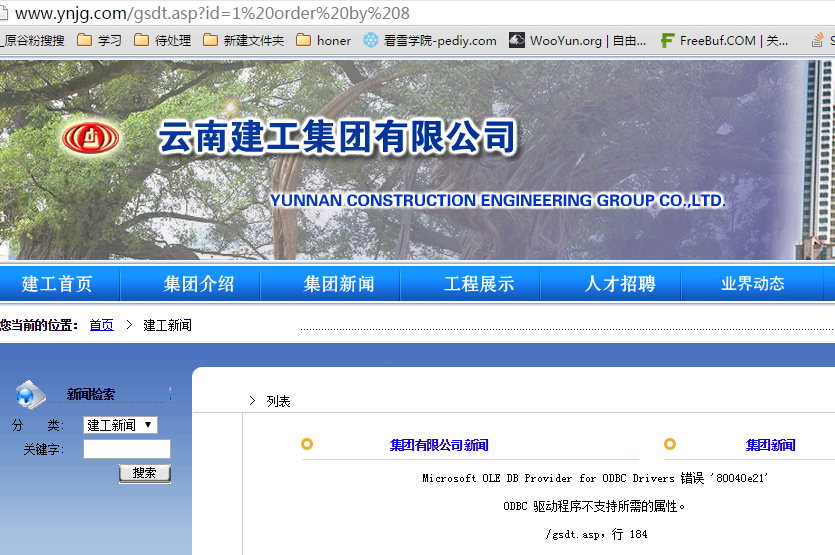 www.ynjg.com/gsdt.asp?id=1%20order%20by%208
原谷粉搜搜 学习 待处理 新建文件夹 honer 看雪学院-pediy.com WooYun.org | 自由... FreeBuf.COM | 关...
云南建工集团有限公司
YUNNAN CONSTRUCTION ENGINEERING GROUP CO.,LTD.
建工首页 集团介绍 集团新闻 工程展示 人才招聘 业界动态
您当前的位置： 首页 > 建工新闻
新闻检索
分 类： 建工新闻
关键字：
搜索
> 列表
集团有限公司新闻 集团新闻
Microsoft OLE DB Provider for ODBC Drivers 错误 '80040e21'
ODBC 驱动程序不支持所需的属性。
/gsdt.asp，行 184